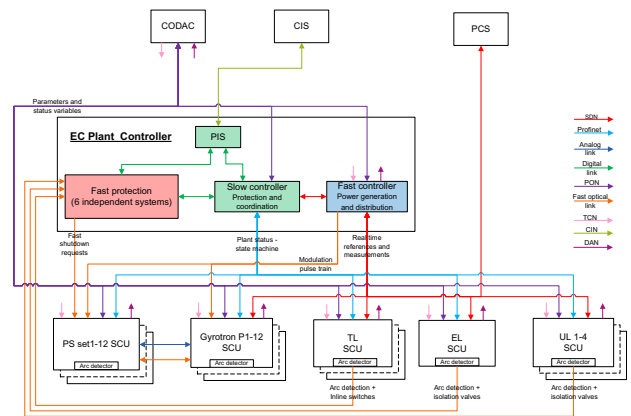 CODAC
CIS
PCS
Parameters and
status variables
EC Plant Controller
PIS
Fast protection
(6 independent systems)
Slow controller
Protection and
coordination
Fast controller
Power generation
and distribution
Fast
shutdown
requests
Plant status -
state machine
Real time
references and
measurements
Modulation
pulse train
SDN
Profinet
Analog
link
Digital
link
PON
Fast optical
link
TCN
CIN
DAN
PS set1-12 SCU
Arc detector
Gyrotron P1-12
SCU
Arc detector
TL
SCU
Arc detector
EL
SCU
Arc detector
UL 1-4
SCU
Arc detector
Arc detection +
Inline switches
Arc detection +
isolation valves
Arc detection +
isolation valves